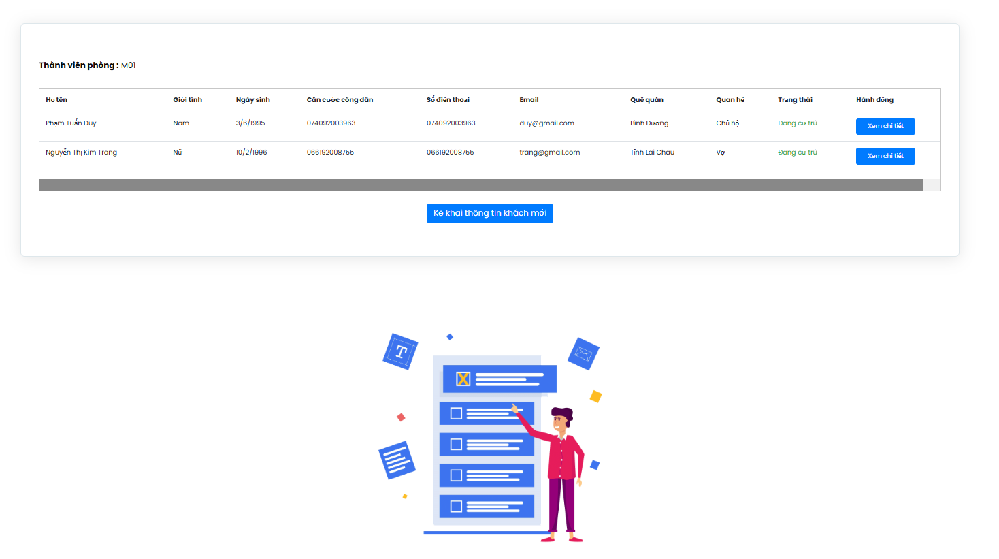 Thành viên phòng : M01
Họ tên Giới tính Ngày sinh Căn cước công dân Số điện thoại Email Quê quán Quan hệ Trạng thái Hành động
Phạm Tuấn Duy Nam 3/6/1995 074092003963 074092003963 duy@gmail.com Bình Dương Chủ hộ Đang cư trú Xem chi tiết
Nguyễn Thị Kim Trang Nữ 10/2/1996 066192008755 066192008755 trang@gmail.com Tỉnh Lai Châu Vợ Đang cư trú Xem chi tiết
Kê khai thông tin khách mới
T